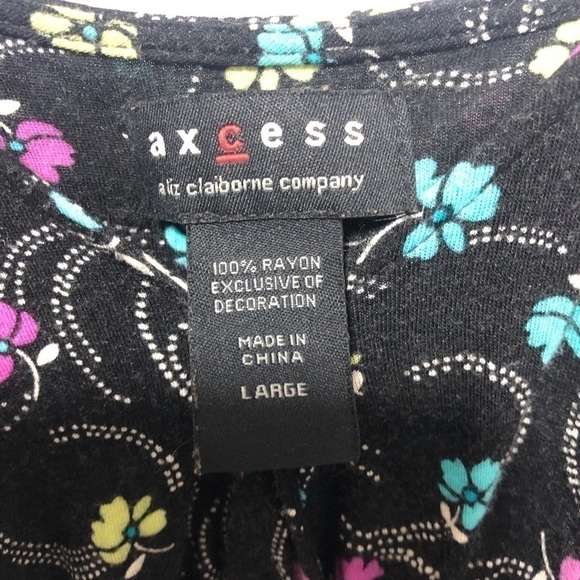 axcess
a liz claiborne company
100% RAYON
EXCLUSIVE OF
DECORATION
MADE IN
CHINA
LARGE